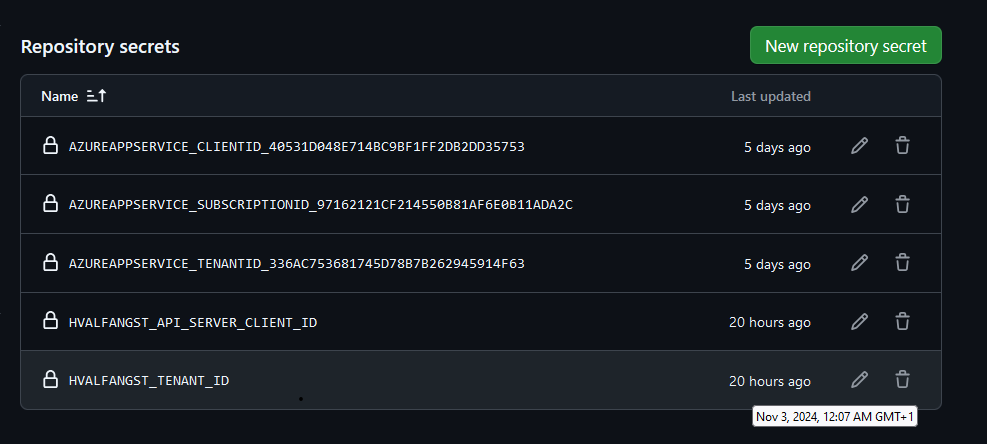 Repository secrets
New repository secret
Name
Last updated
AZUREAPPSERVICE_CLIENTID_40531D048E714BC9BF1FF2DB2DD35753
5 days ago
AZUREAPPSERVICE_SUBSCRIPTIONID_97162121CF214550B81AF6E0B11ADA2C
5 days ago
AZUREAPPSERVICE_TENANTID_336AC753681745D78B7B262945914F63
5 days ago
HVALFANGST_API_SERVER_CLIENT_ID
20 hours ago
HVALFANGST_TENANT_ID
20 hours ago
Nov 3, 2024, 12:07 AM GMT+1